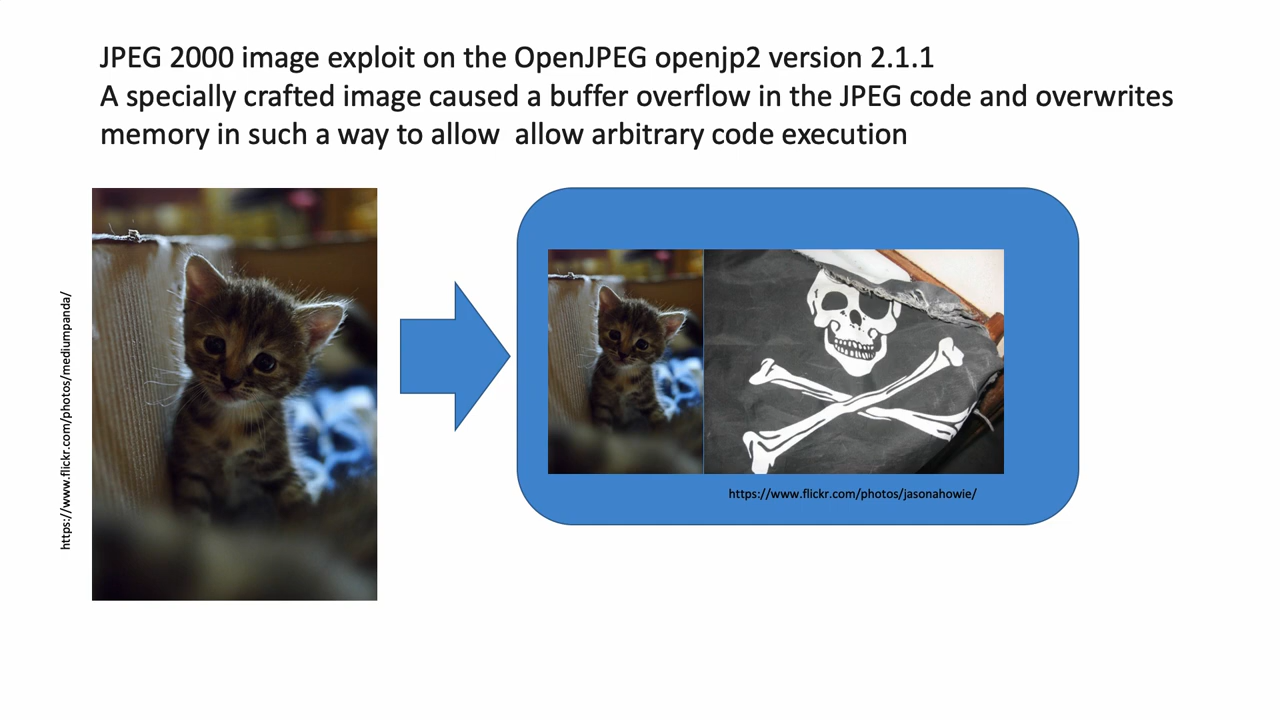 JPEG 2000 image exploit on the OpenJPEG openjp2 version 2.1.1
A specially crafted image caused a buffer overflow in the JPEG code and overwrites
memory in such a way to allow  allow arbitrary code execution
https://www.flickr.com/photos/mediumpanda/
https://www.flickr.com/photos/jasonahowie/